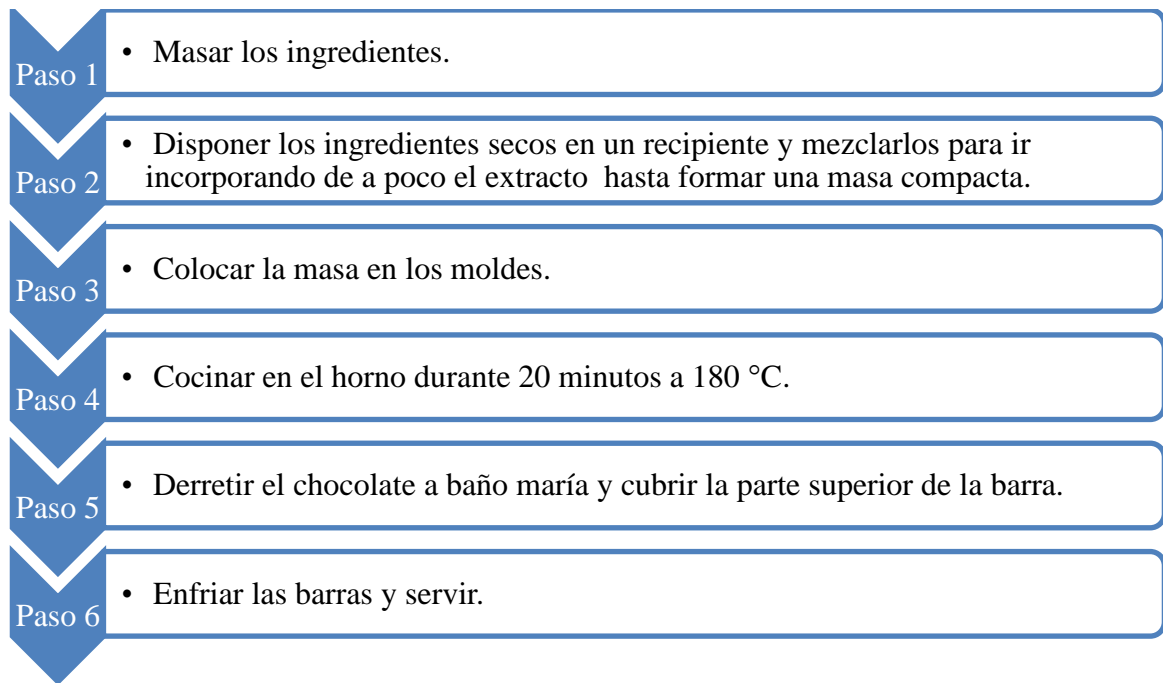 Paso 1
• Masar los ingredientes.
Paso 2
• Disponer los ingredientes secos en un recipiente y mezclarlos para ir
incorporando de a poco el extracto  hasta formar una masa compacta.
Paso 3
• Colocar la masa en los moldes.
Paso 4
• Cocinar en el horno durante 20 minutos a 180 °C.
Paso 5
• Derretir el chocolate a baño maría y cubrir la parte superior de la barra.
Paso 6
• Enfriar las barras y servir.